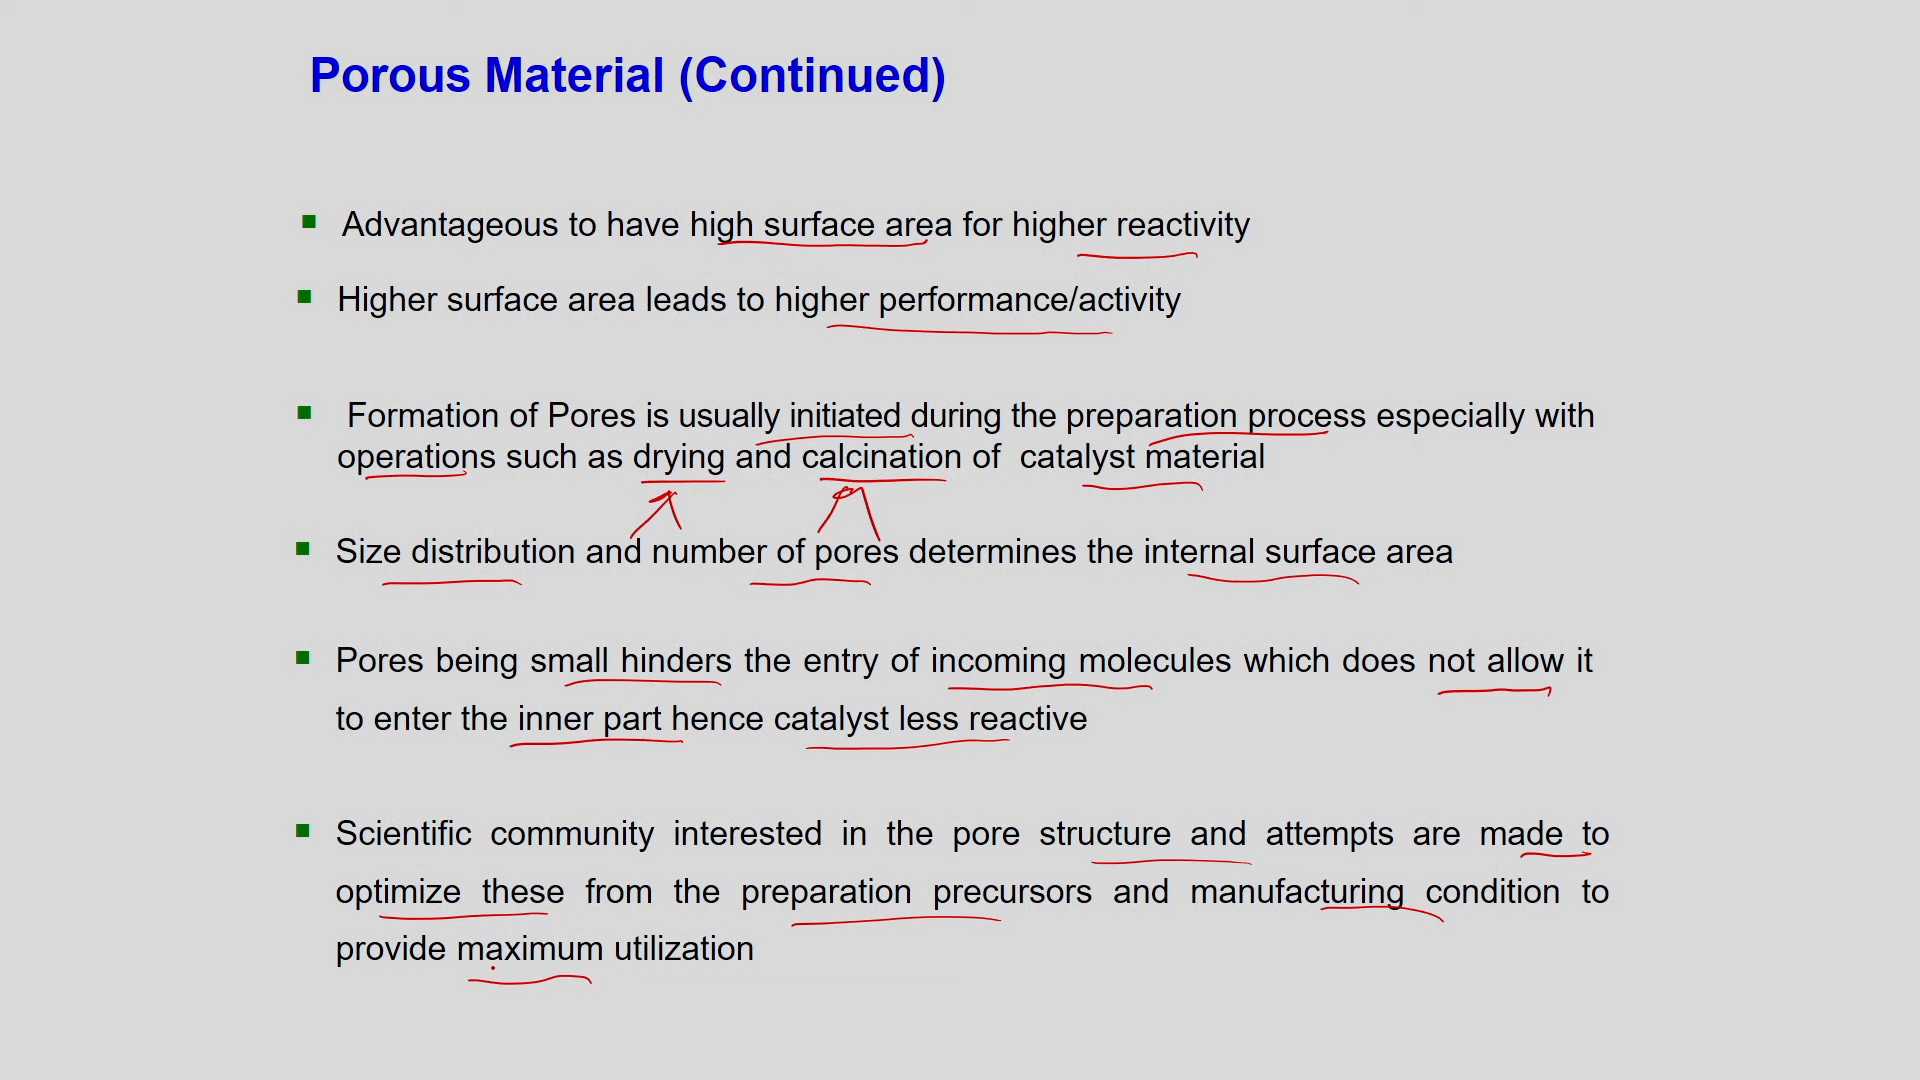 Porous Material (Continued)
Advantageous to have high surface area for higher reactivity
Higher surface area leads to higher performance/activity
Formation of Pores is usually initiated during the preparation process especially with
operations such as drying and calcination of catalyst material
Size distribution and number of pores determines the internal surface area
Pores being small hinders the entry of incoming molecules which does not allow it
to enter the inner part hence catalyst less reactive
Scientific community interested in the pore structure and attempts are made to
optimize these from the preparation precursors and manufacturing condition to
provide maximum utilization